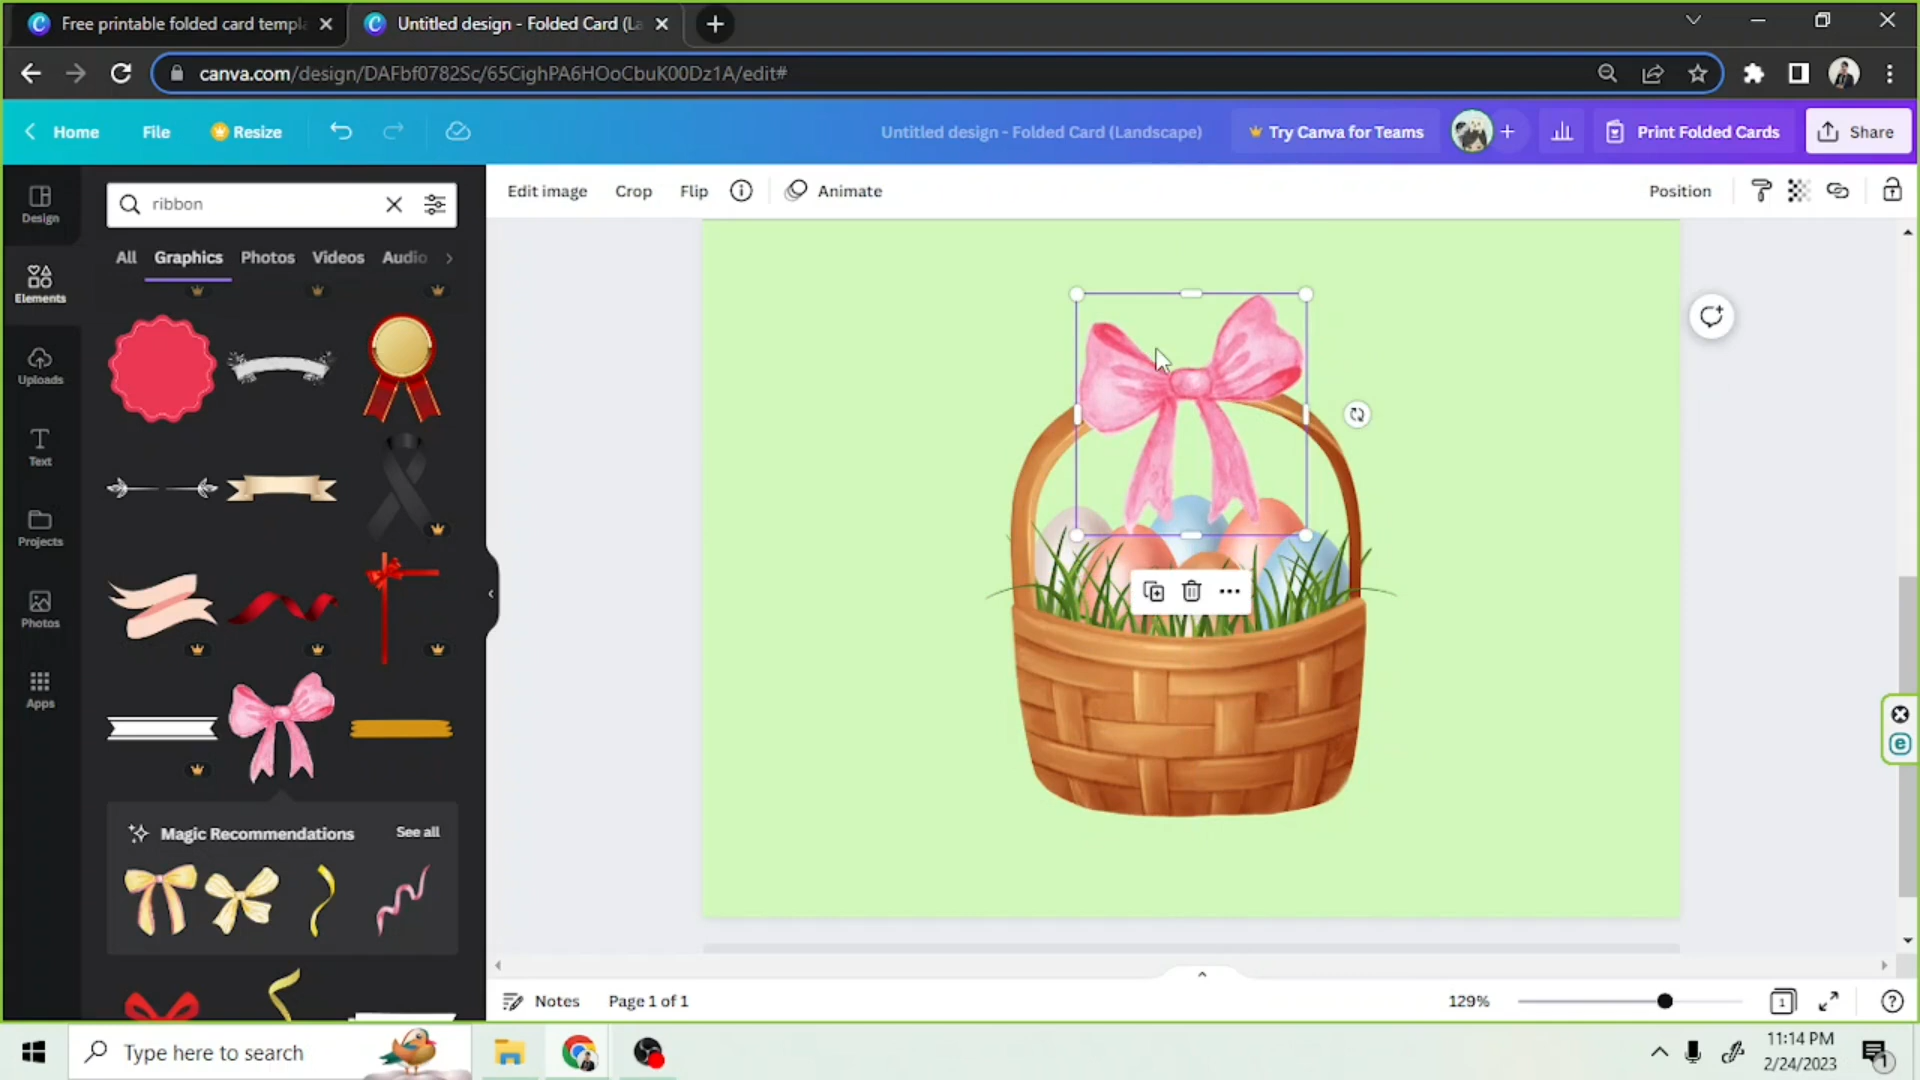 Free printable folded card templ
Untitled design - Folded Card (La
canva.com/design/DAFbf0782Sc/65CighPA6HOoCbuK00Dz1A/edit#
Home
File
Resize
Untitled design - Folded Card (Landscape)
Try Canva for Teams
Print Folded Cards
Share
Design
Elements
Uploads
Text
Projects
Photos
Apps
ribbon
All
Graphics
Photos
Videos
Audio
Magic Recommendations
See all
Edit image
Crop
Flip
Animate
Position
Notes
Page 1 of 1
129%
1
Type here to search
11:14 PM
2/24/2023
1